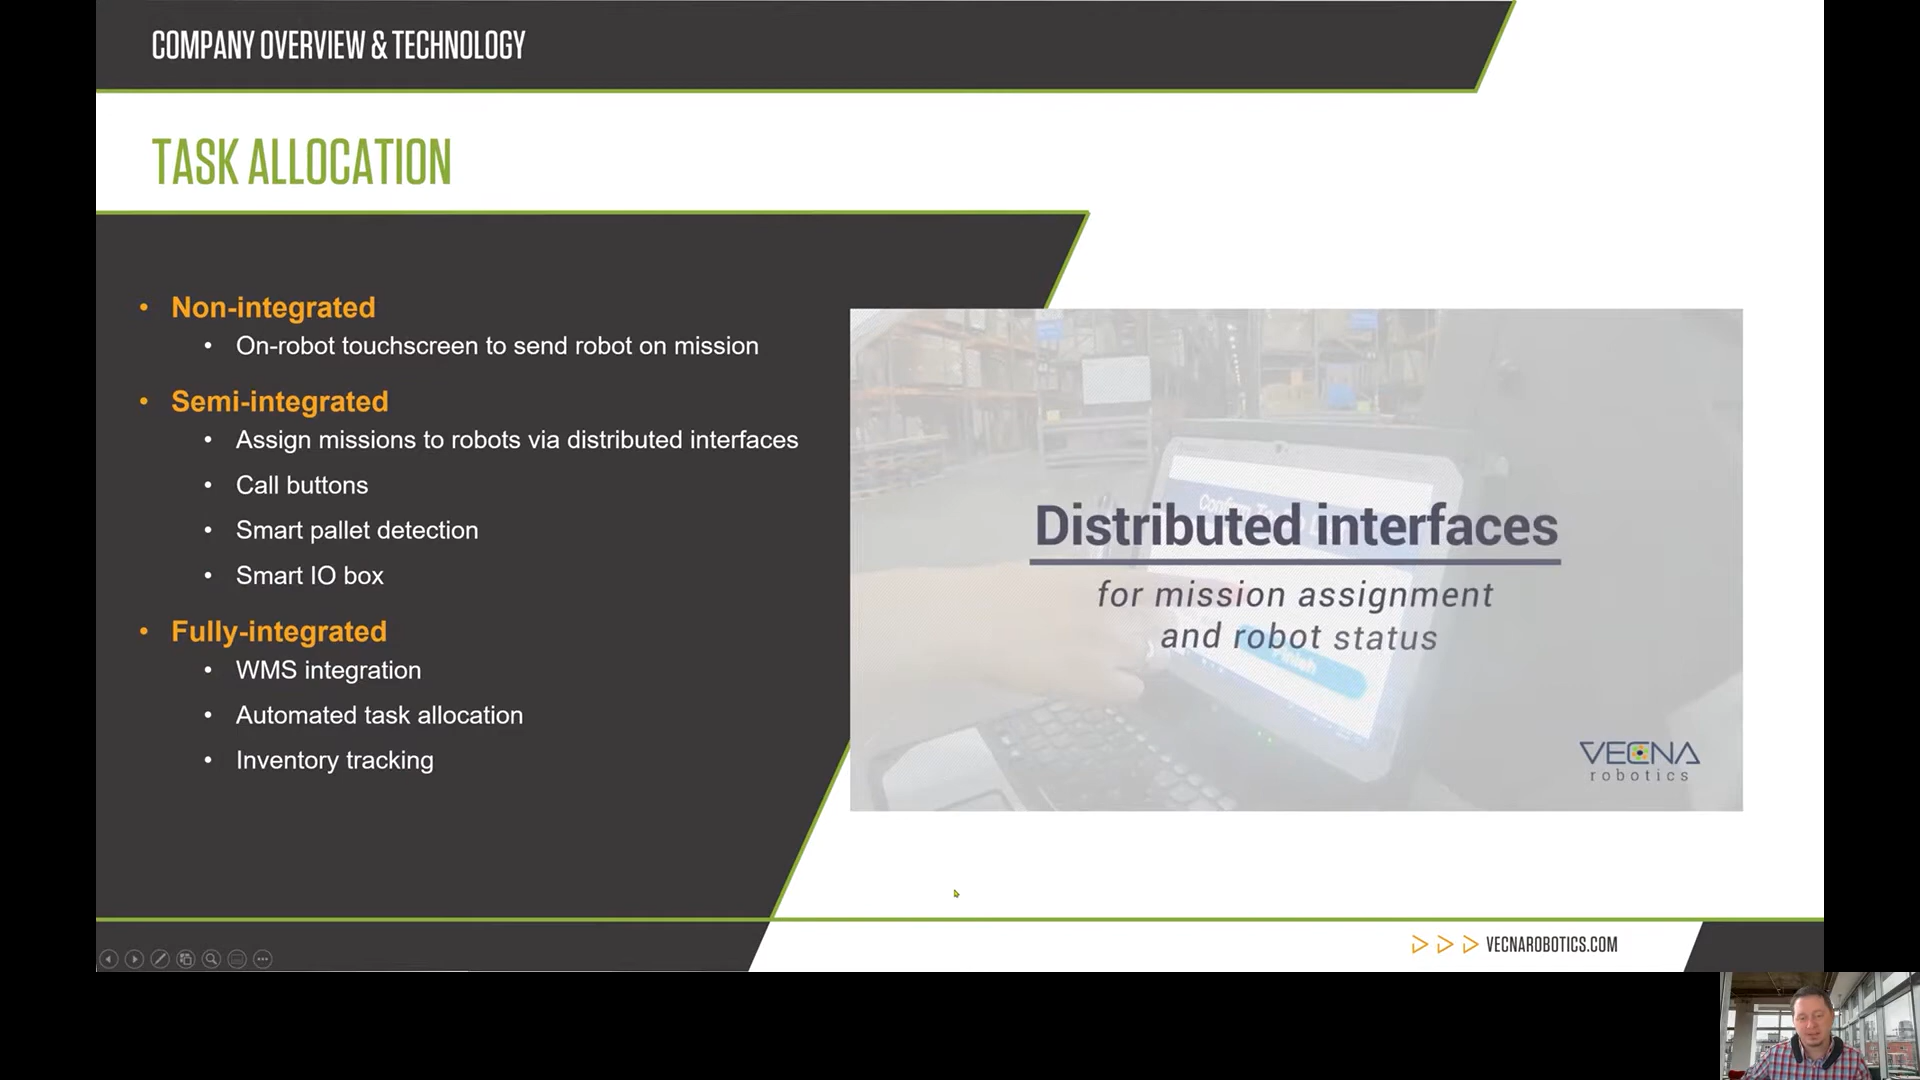 COMPANY OVERVIEW & TECHNOLOGY
TASK ALLOCATION
• Non-integrated
• On-robot touchscreen to send robot on mission
• Semi-integrated
• Assign missions to robots via distributed interfaces
• Call buttons
• Smart pallet detection
• Smart IO box
• Fully-integrated
• WMS integration
• Automated task allocation
• Inventory tracking
Distributed interfaces
for mission assignment
and robot status
Finish
VECNA
robotics
VECNAROBOTICS.COM